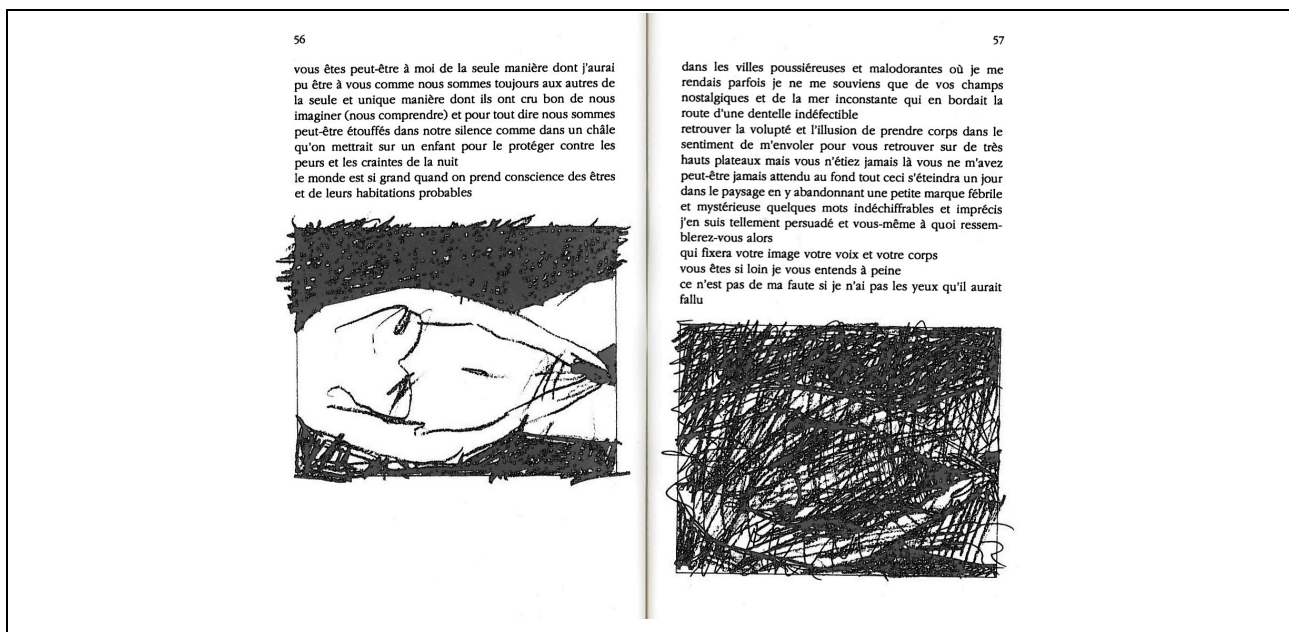 56
vous êtes peut-être à moi de la seule manière dont j'aurai
pu être à vous comme nous sommes toujours aux autres de
la seule et unique manière dont ils ont cru bon de nous
imaginer (nous comprendre) et pour tout dire nous sommes
peut-être étouffés dans notre silence comme dans un châle
qu'on mettrait sur un enfant pour le protéger contre les
peurs et les craintes de la nuit
le monde est si grand quand on prend conscience des êtres
et de leurs habitations probables
57
dans les villes poussiéreuses et malodorantes où je me
rendais parfois je ne me souviens que de vos champs
nostalgiques et de la mer inconstante qui en bordait la
route d'une dentelle indéfectible
retrouver la volupté et l'illusion de prendre corps dans le
sentiment de m'envoler pour vous retrouver sur de très
hauts plateaux mais vous n'étiez jamais là vous ne m'avez
peut-être jamais attendu au fond tout ceci s'éteindra un jour
dans le paysage en y abandonnant une petite marque fébrile
et mystérieuse quelques mots indéchiffrables et imprécis
j'en suis tellement persuadé et vous-même à quoi ressem-
blerez-vous alors
qui fixera votre image votre voix et votre corps
vous êtes si loin je vous entends à peine
ce n'est pas de ma faute si je n'ai pas les yeux qu'il aurait
fallu